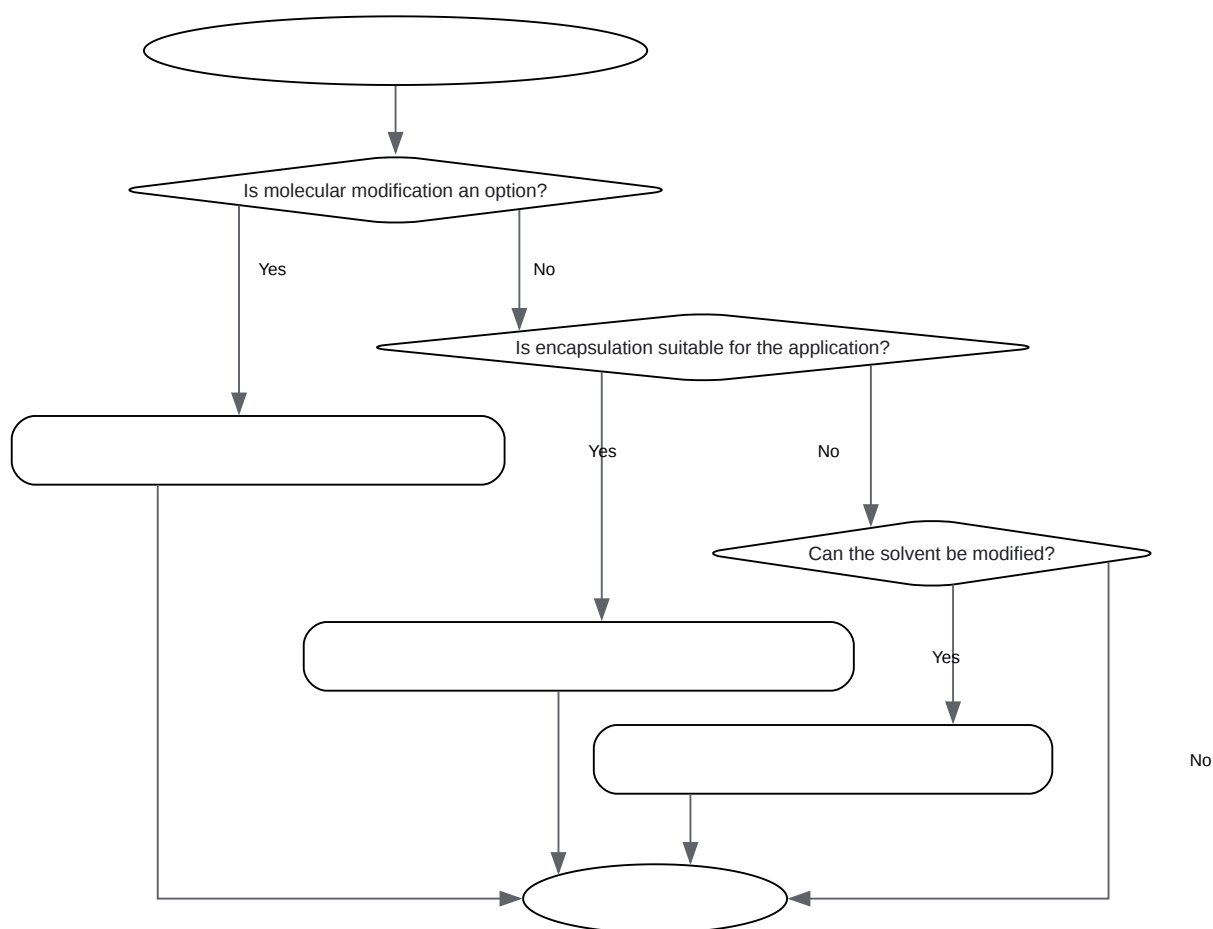 Is molecular modification an option?
Yes
No
Is encapsulation suitable for the application?
Yes
No
Can the solvent be modified?
Yes
No